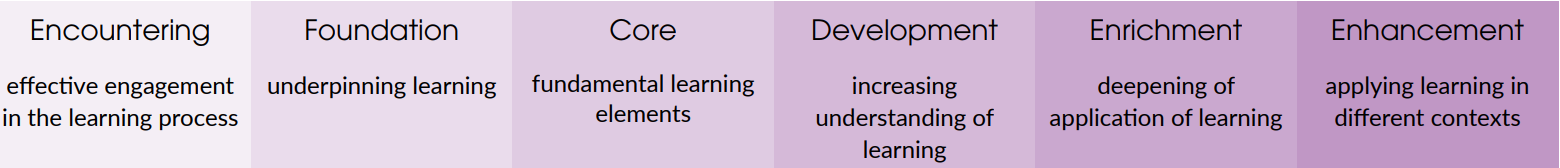 Encountering
effective engagement
in the learning process
Foundation
underpinning learning
Core
fundamental learning
elements
Development
increasing
understanding of
learning
Enrichment
deepening of
application of learning
Enhancement
applying learning in
different contexts